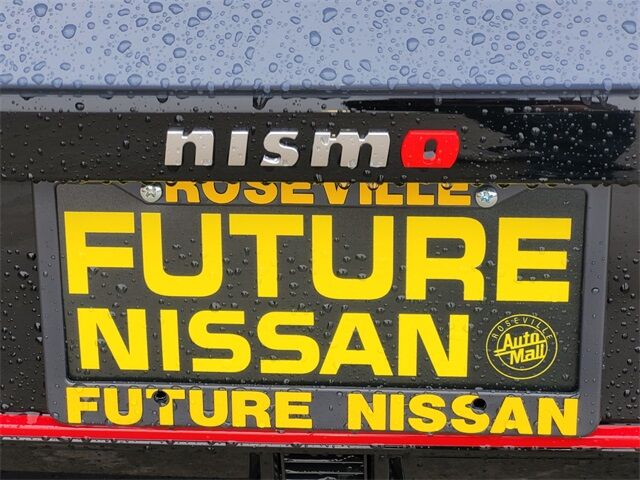 nismo
ROSEVILLE
FUTURE
NISSAN
ROSEVILLE
Auto
Mall
FUTURE NISSAN